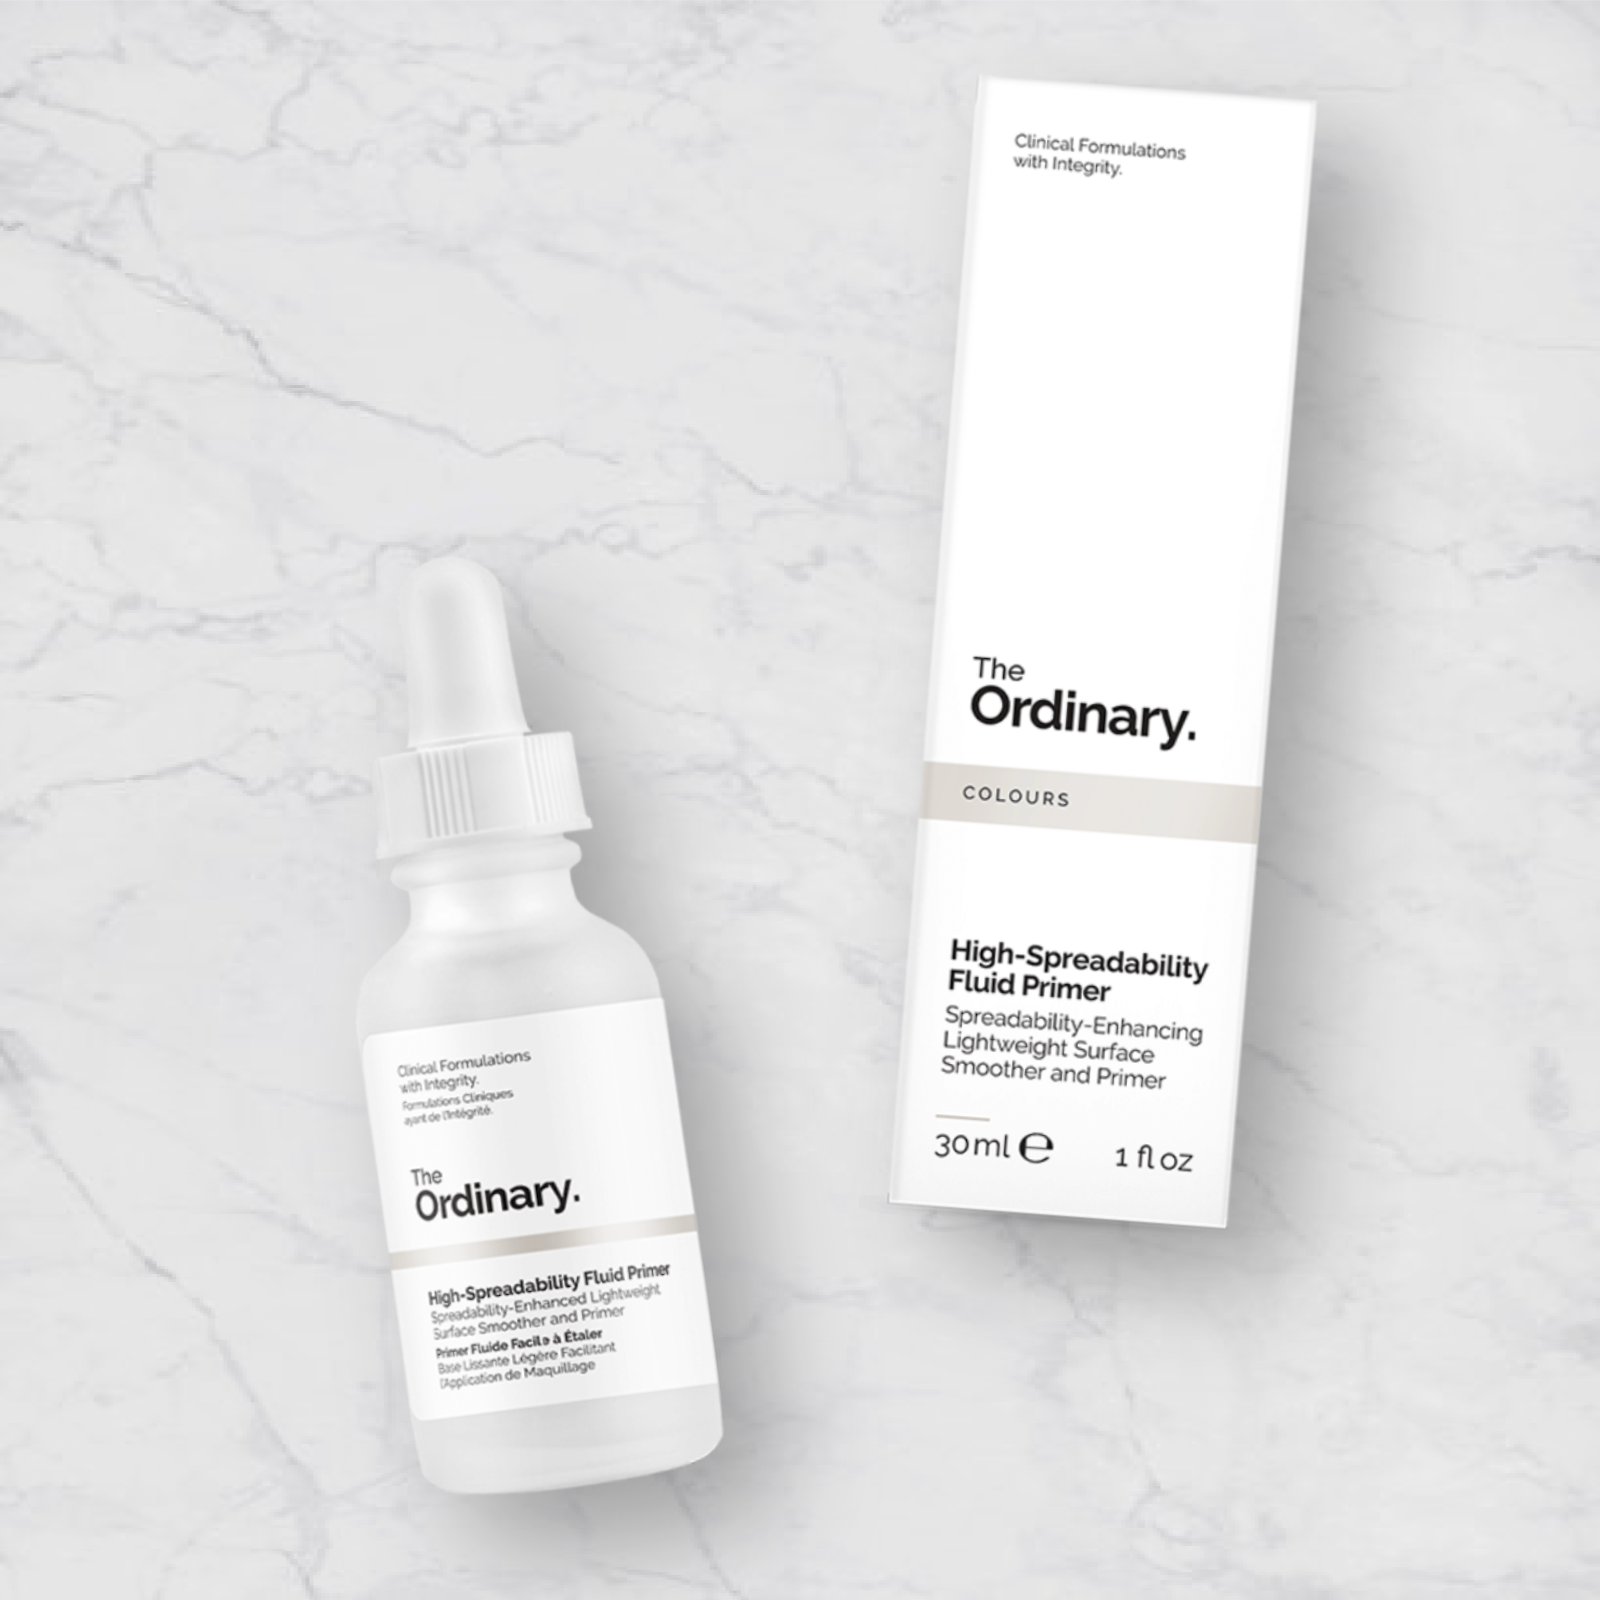 Clinical Formulations
with Integrity.
The
Ordinary.
COLOURS
High-Spreadability
Fluid Primer
Spreadability-Enhancing
Lightweight Surface
Smoother and Primer
30ml ℮ 1 fl oz
Clinical Formulations
with Integrity.
Formulations Cliniques
ayant de l'Intégrité.
The
Ordinary.
High-Spreadability Fluid Primer
Spreadability-Enhanced Lightweight
Surface Smoother and Primer
Primer Fluide Facile à Étaler
Base Lissante Légère Facilitant
l'Application de Maquillage